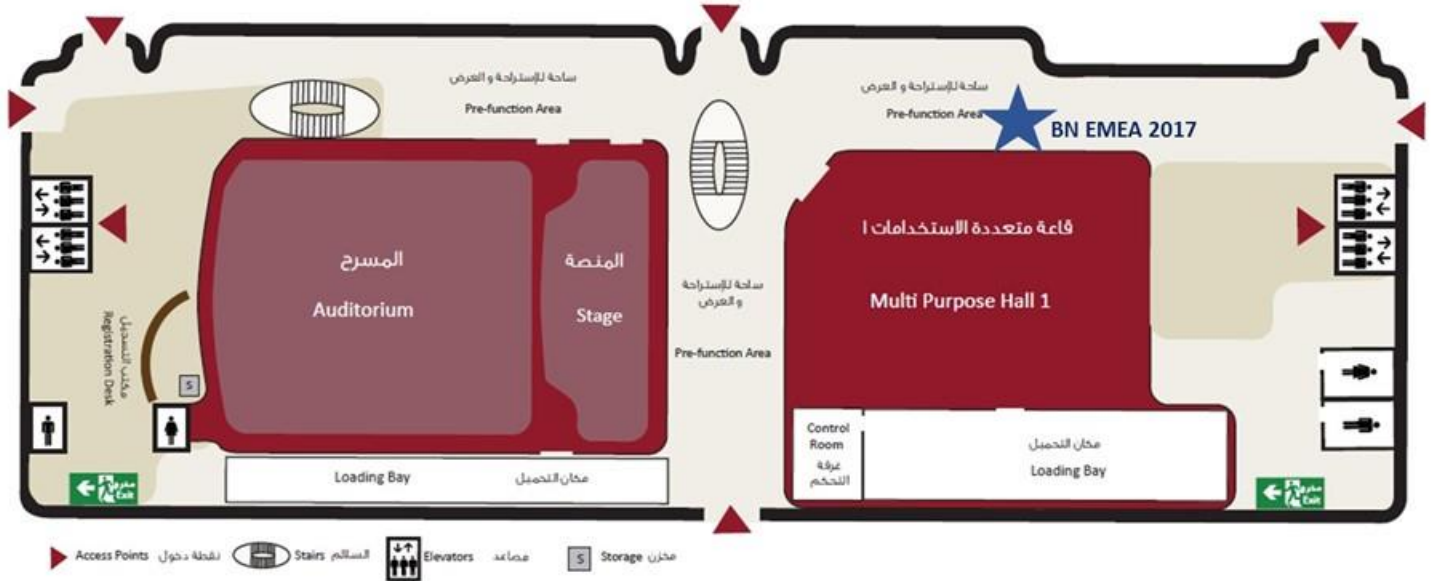 ساحة للإستراحة و العرض
Pre-function Area
ساحة للإستراحة و العرض
Pre-function Area
BN EMEA 2017
المسرح
Auditorium
المنصة
Stage
ساحة للإستراحة
و العرض
Pre-function Area
قاعة متعددة الاستخدامات ا
Multi Purpose Hall 1
مكتب التسجيل
Registration Desk
S
Control
Room
غرفة
التحكم
مكان التحميل
Loading Bay
Loading Bay مكان التحميل
مخرج
Exit
مخرج
Exit
Access Points نقطة دخول Stairs السلالم Elevators مصاعد S Storage مخزن